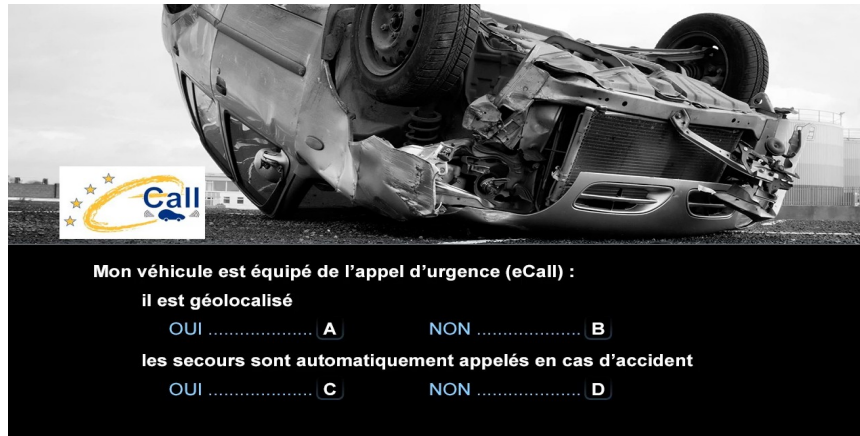 Call
Mon véhicule est équipé de l'appel d'urgence (eCall) :
il est géolocalisé
OUI .................... A NON .................... B
les secours sont automatiquement appelés en cas d'accident
OUI .................... C NON .................... D